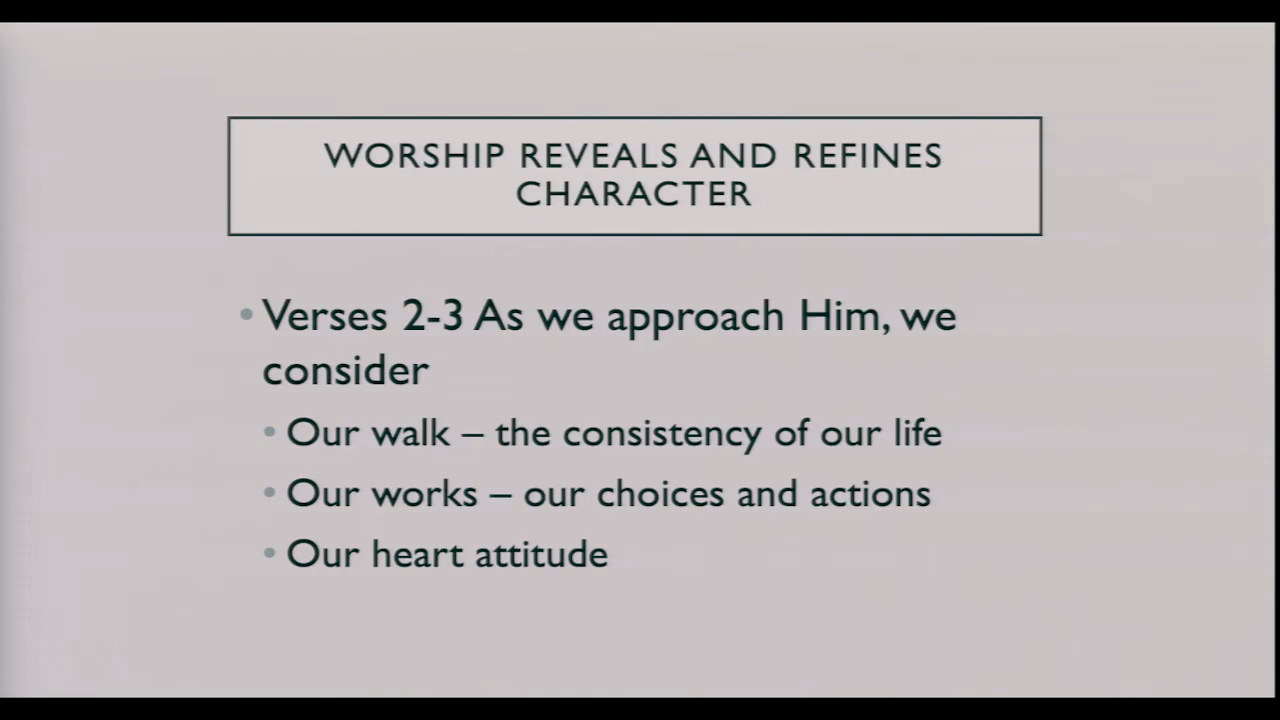 WORSHIP REVEALS AND REFINES
CHARACTER
• Verses 2-3 As we approach Him, we
consider
• Our walk – the consistency of our life
• Our works – our choices and actions
• Our heart attitude